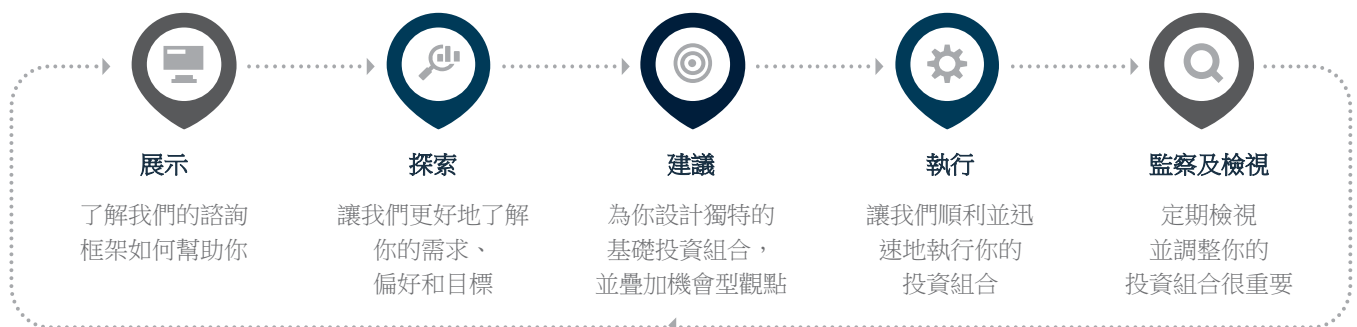 展示
了解我們的諮詢
框架如何幫助你
探索
讓我們更好地了解
你的需求、
偏好和目標
建議
為你設計獨特的
基礎投資組合，
並疊加機會型觀點
執行
讓我們順利並迅
速地執行你的
投資組合
監察及檢視
定期檢視
並調整你的
投資組合很重要